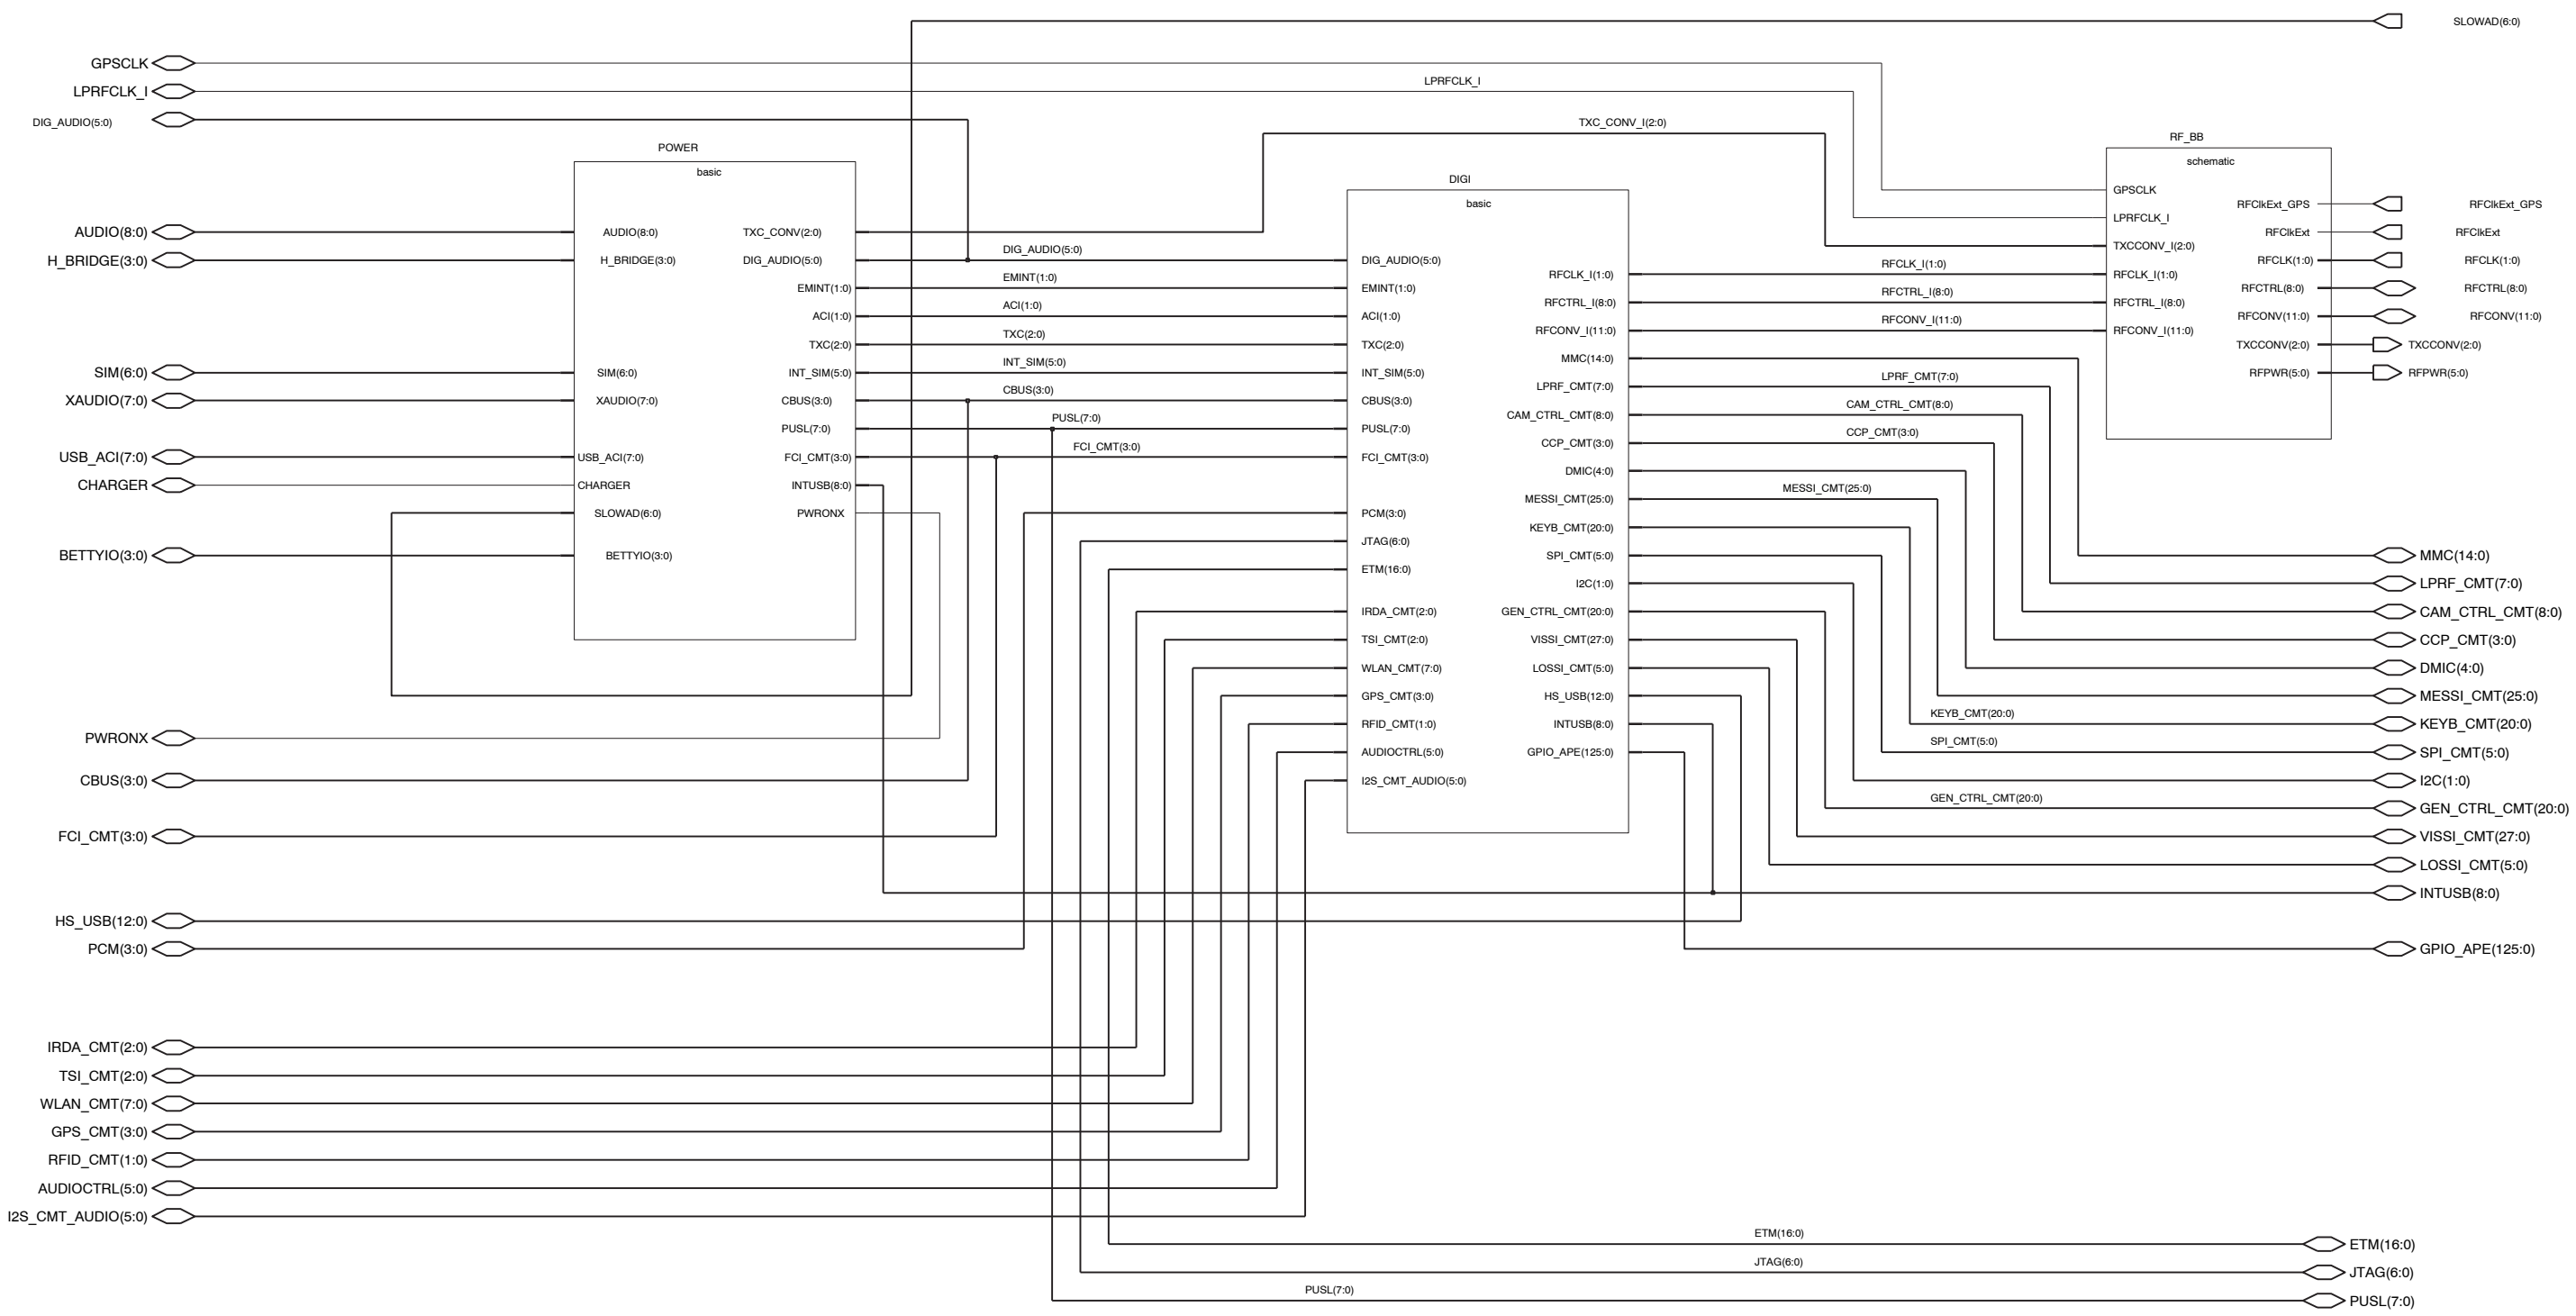 SLOWAD(6:0)
GPSCLK
LPRFCLK_I
LPRFCLK_I
DIG_AUDIO(5:0)
TXC_CONV_I(2:0)
POWER
basic
AUDIO(8:0)
H_BRIDGE(3:0)
SIM(6:0)
XAUDIO(7:0)
USB_ACI(7:0)
CHARGER
BETTYIO(3:0)
PWRONX
CBUS(3:0)
FCI_CMT(3:0)
HS_USB(12:0)
PCM(3:0)
IRDA_CMT(2:0)
TSI_CMT(2:0)
WLAN_CMT(7:0)
GPS_CMT(3:0)
RFID_CMT(1:0)
AUDIOCTRL(5:0)
I2S_CMT_AUDIO(5:0)
AUDIO(8:0)
H_BRIDGE(3:0)
SIM(6:0)
XAUDIO(7:0)
USB_ACI(7:0)
CHARGER
SLOWAD(6:0)
BETTYIO(3:0)
TXC_CONV(2:0)
DIG_AUDIO(5:0)
EMINT(1:0)
ACI(1:0)
TXC(2:0)
INT_SIM(5:0)
CBUS(3:0)
PUSL(7:0)
FCI_CMT(3:0)
INTUSB(8:0)
PWRONX
DIG_AUDIO(5:0)
EMINT(1:0)
ACI(1:0)
TXC(2:0)
INT_SIM(5:0)
CBUS(3:0)
PUSL(7:0)
FCI_CMT(3:0)
DIGI
basic
DIG_AUDIO(5:0)
EMINT(1:0)
ACI(1:0)
TXC(2:0)
INT_SIM(5:0)
CBUS(3:0)
PUSL(7:0)
FCI_CMT(3:0)
PCM(3:0)
JTAG(6:0)
ETM(16:0)
IRDA_CMT(2:0)
TSI_CMT(2:0)
WLAN_CMT(7:0)
GPS_CMT(3:0)
RFID_CMT(1:0)
AUDIOCTRL(5:0)
I2S_CMT_AUDIO(5:0)
RFCLK_I(1:0)
RFCTRL_I(8:0)
RFCONV_I(11:0)
MMC(14:0)
LPRF_CMT(7:0)
CAM_CTRL_CMT(8:0)
CCP_CMT(3:0)
DMIC(4:0)
MESSI_CMT(25:0)
KEYB_CMT(20:0)
SPI_CMT(5:0)
I2C(1:0)
GEN_CTRL_CMT(20:0)
VISSI_CMT(27:0)
LOSSI_CMT(5:0)
HS_USB(12:0)
INTUSB(8:0)
GPIO_APE(125:0)
RFCLK_I(1:0)
RFCTRL_I(8:0)
RFCONV_I(11:0)
LPRF_CMT(7:0)
CAM_CTRL_CMT(8:0)
CCP_CMT(3:0)
MESSI_CMT(25:0)
KEYB_CMT(20:0)
SPI_CMT(5:0)
GEN_CTRL_CMT(20:0)
RF_BB
schematic
GPSCLK
LPRFCLK_I
TXCCONV_I(2:0)
RFCLK_I(1:0)
RFCTRL_I(8:0)
RFCONV_I(11:0)
RFClkExt_GPS
RFClkExt
RFCLK(1:0)
RFCTRL(8:0)
RFCONV(11:0)
TXCCONV(2:0)
RFPWR(5:0)
RFClkExt_GPS
RFClkExt
RFCLK(1:0)
RFCTRL(8:0)
RFCONV(11:0)
TXCCONV(2:0)
RFPWR(5:0)
MMC(14:0)
LPRF_CMT(7:0)
CAM_CTRL_CMT(8:0)
CCP_CMT(3:0)
DMIC(4:0)
MESSI_CMT(25:0)
KEYB_CMT(20:0)
SPI_CMT(5:0)
I2C(1:0)
GEN_CTRL_CMT(20:0)
VISSI_CMT(27:0)
LOSSI_CMT(5:0)
INTUSB(8:0)
GPIO_APE(125:0)
ETM(16:0)
ETM(16:0)
JTAG(6:0)
JTAG(6:0)
PUSL(7:0)
PUSL(7:0)